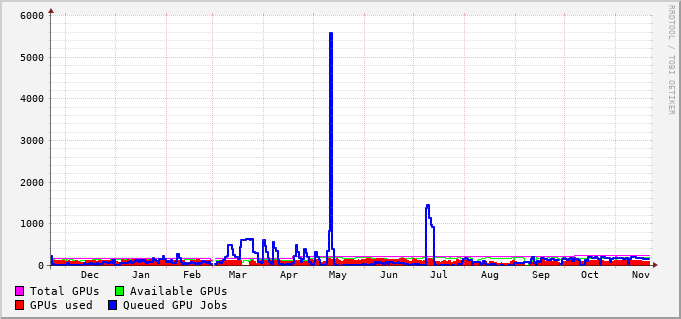 6000
5000
4000
3000
2000
1000
0
Dec Jan Feb Mar Apr May Jun Jul Aug Sep Oct Nov
Total GPUs Available GPUs
GPUs used Queued GPU Jobs
RRDTOOL / TOBI OETIKER